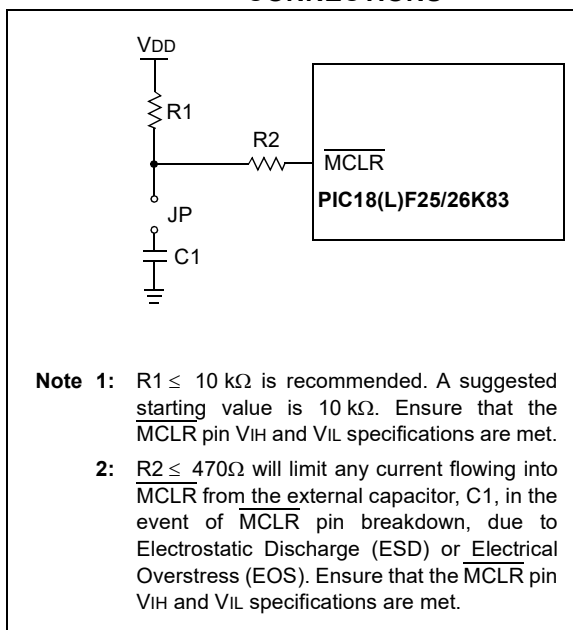 VDD
R1
R2
MCLR
PIC18(L)F25/26K83
JP
C1
Note 1: R1 ≤ 10 kΩ is recommended. A suggested
starting value is 10 kΩ. Ensure that the
MCLR pin VIH and VIL specifications are met.
2: R2 ≤ 470Ω will limit any current flowing into
MCLR from the external capacitor, C1, in the
event of MCLR pin breakdown, due to
Electrostatic Discharge (ESD) or Electrical
Overstress (EOS). Ensure that the MCLR pin
VIH and VIL specifications are met.